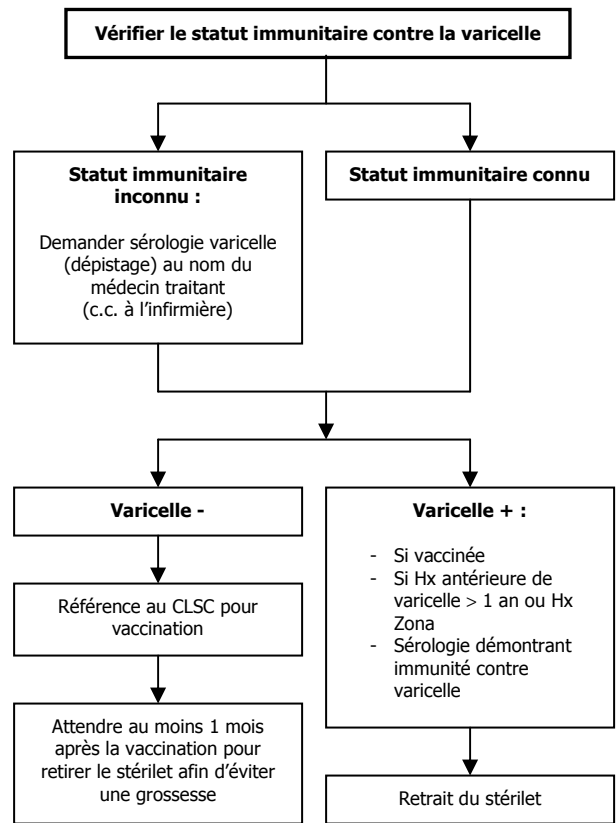 Vérifier le statut immunitaire contre la varicelle
Statut immunitaire
inconnu :
Demander sérologie varicelle
(dépistage) au nom du
médecin traitant
(c.c. à l’infirmière)
Statut immunitaire connu
Varicelle -
Référence au CLSC pour
vaccination
Attendre au moins 1 mois
après la vaccination pour
retirer le stérilet afin d’éviter
une grossesse
Varicelle + :
- Si vaccinée
- Si Hx antérieure de
varicelle > 1 an ou Hx
Zona
- Sérologie démontrant
immunité contre
varicelle
Retrait du stérilet